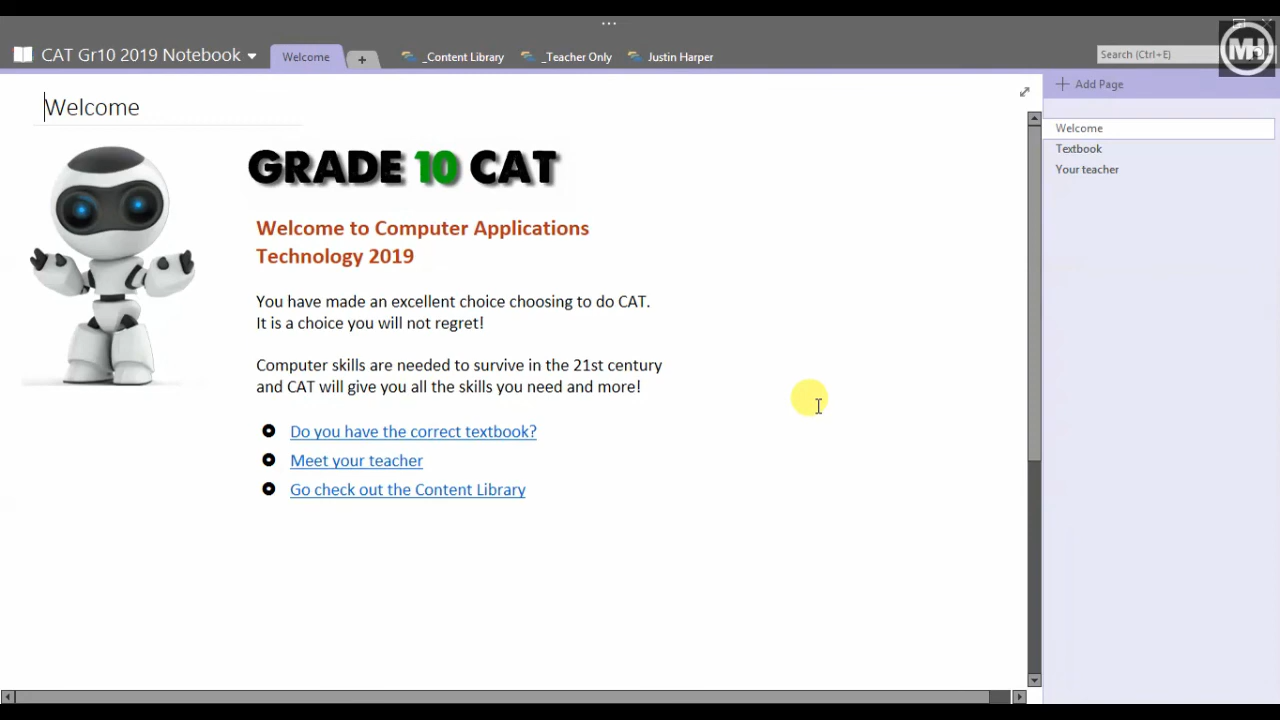 CAT Gr10 2019 Notebook
Welcome
+
_Content Library
_Teacher Only
Justin Harper
Search (Ctrl+E)
MH
Add Page
Welcome
Welcome
Textbook
Your teacher
GRADE 10 CAT
Welcome to Computer Applications
Technology 2019
You have made an excellent choice choosing to do CAT.
It is a choice you will not regret!
Computer skills are needed to survive in the 21st century
and CAT will give you all the skills you need and more!
Do you have the correct textbook?
Meet your teacher
Go check out the Content Library